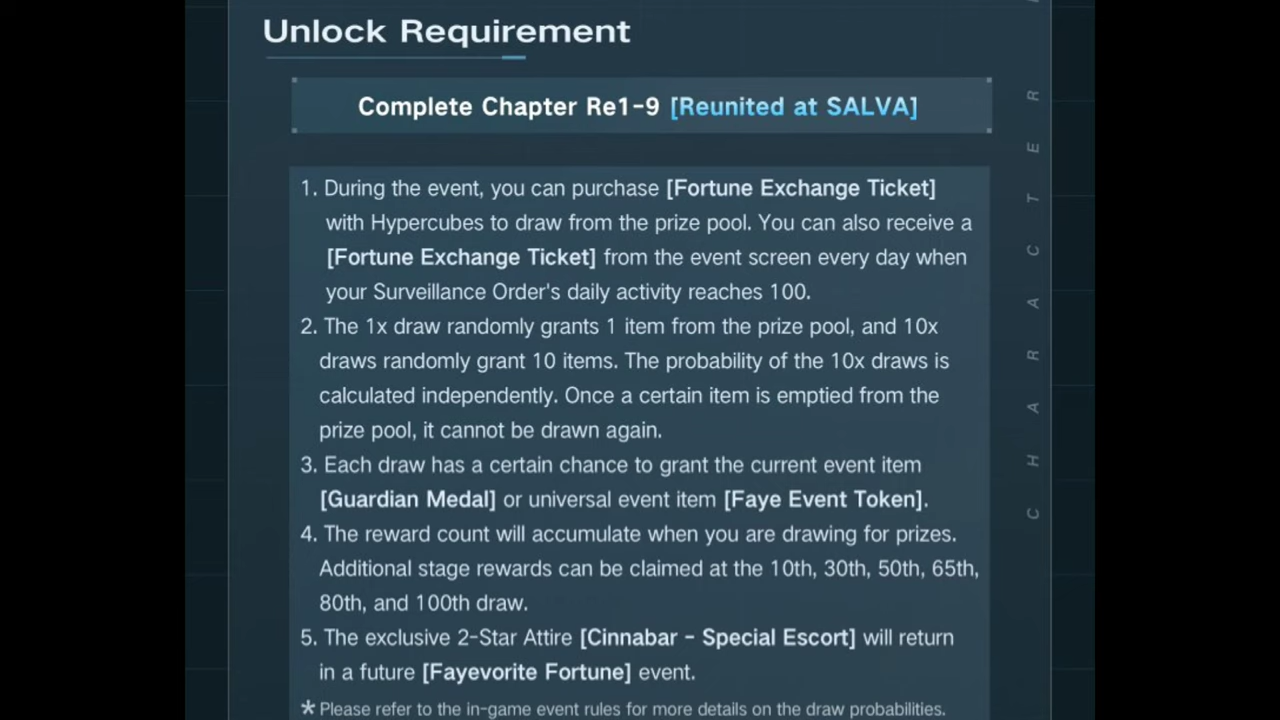 Unlock Requirement
Complete Chapter Re1-9 [Reunited at SALVA]
1. During the event, you can purchase [Fortune Exchange Ticket]
with Hypercubes to draw from the prize pool. You can also receive a
[Fortune Exchange Ticket] from the event screen every day when
your Surveillance Order's daily activity reaches 100.
2. The 1x draw randomly grants 1 item from the prize pool, and 10x
draws randomly grant 10 items. The probability of the 10x draws is
calculated independently. Once a certain item is emptied from the
prize pool, it cannot be drawn again.
3. Each draw has a certain chance to grant the current event item
[Guardian Medal] or universal event item [Faye Event Token].
4. The reward count will accumulate when you are drawing for prizes.
Additional stage rewards can be claimed at the 10th, 30th, 50th, 65th,
80th, and 100th draw.
5. The exclusive 2-Star Attire [Cinnabar - Special Escort] will return
in a future [Fayevorite Fortune] event.
* Please refer to the in-game event rules for more details on the draw probabilities.
CHARACTER